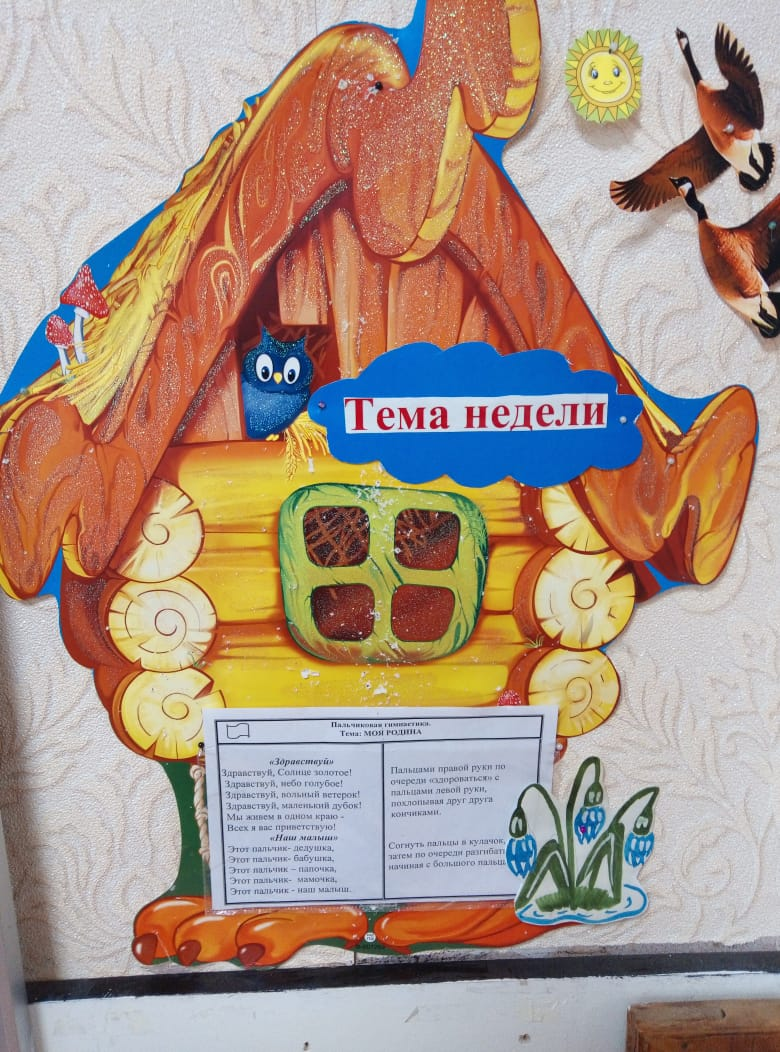 Тема недели
Пальчиковая гимнастика.
Тема: МОЯ РОДИНА
«Здравствуй»
Здравствуй, Солнце золотое!
Здравствуй, небо голубое!
Здравствуй, вольный ветерок!
Здравствуй, маленький дубок!
Мы живем в одном краю -
Всех я вас приветствую!
«Наш малыш»
Этот пальчик- дедушка,
Этот пальчик- бабушка,
Этот пальчик – папочка,
Этот пальчик- мамочка,
Этот пальчик - наш малыш.
Пальцами правой руки по
очереди «здороваться» с
пальцами левой руки,
похлопывая друг друга
кончиками.
Согнуть пальцы в кулачок,
затем по очереди
начиная с большого